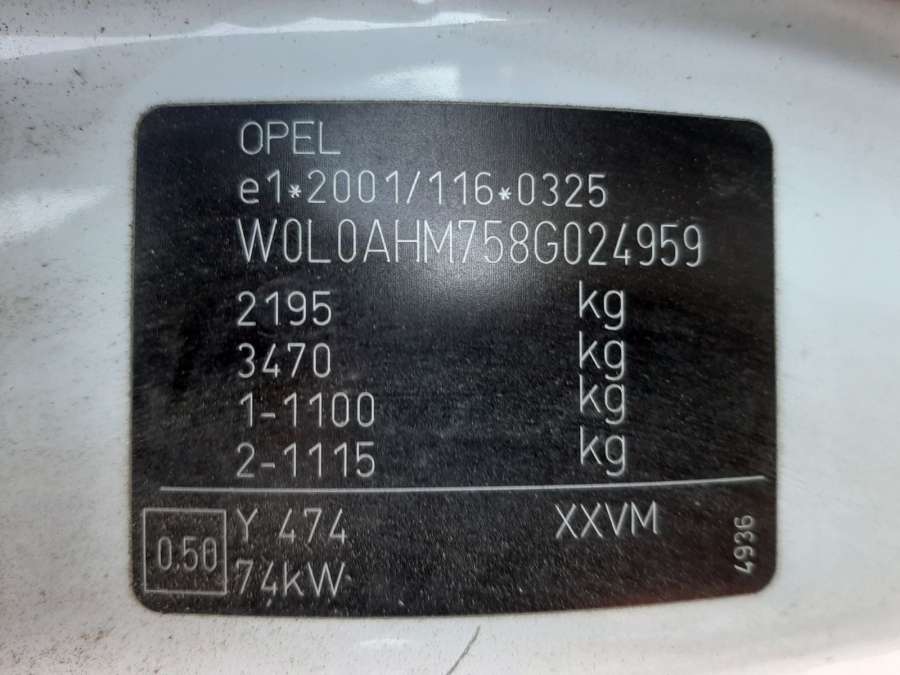 OPEL
e1*2001/116*0325
W0L0AHM758G024959
2195 kg
3470 kg
1-1100 kg
2-1115 kg
0.50
Y 474 XXVM
74kW
4936